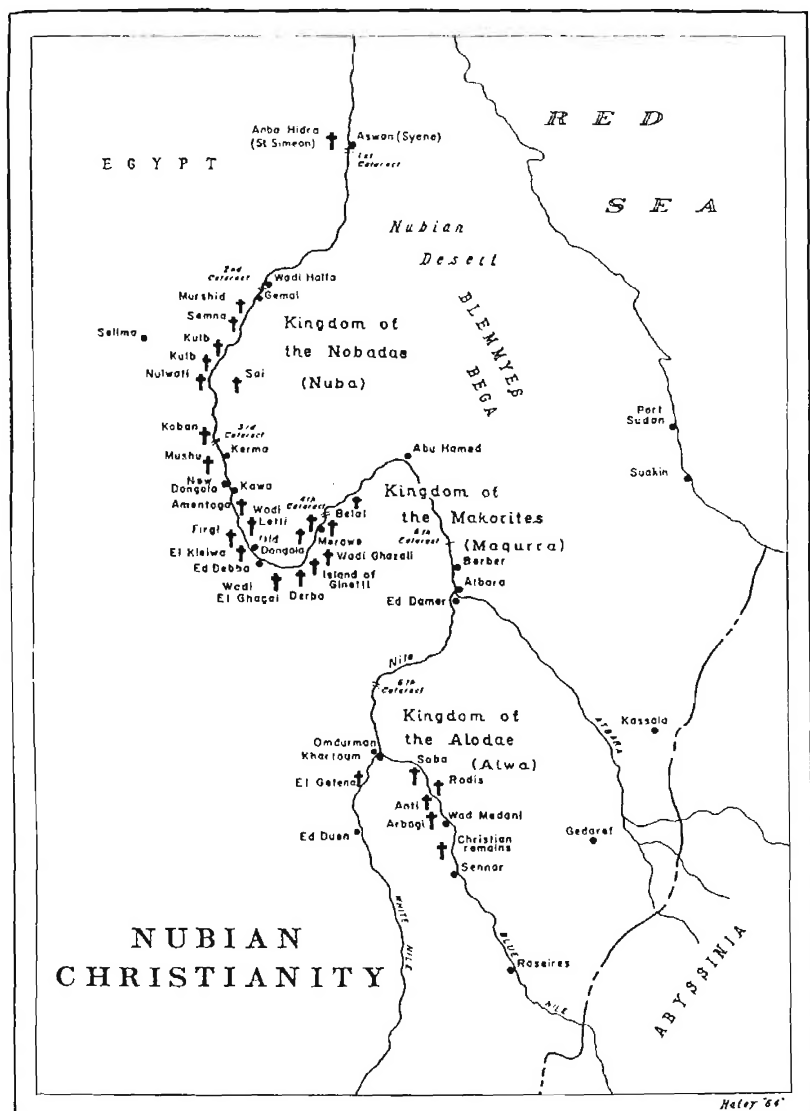 RED
SEA
Anba Hidra
(St Simeon)
Aswan (Syene)
1st
Cataract
EGYPT
Nubian
Desert
2nd
Cataract
Wadi Halfa
Gemai
Murshid
Semna
Selima
Kulb
Kulb
Nulwati
Sai
Kingdom of
the Nobadae
(Nuba)
BLEMMYES
BEGA
Port
Sudan
Suakin
Koban
3rd
Cataract
Kerma
Mushu
New
Dongola
Kawa
Amentoga
Wadi
Letti
Firgi
Old
Dongola
El Kleiwa
Ed Debba
Wadi
El Ghaçai
Derba
Island of
Ginetti
Wadi Ghazali
Merowe
4th
Cataract
Belal
Abu Hamed
Kingdom of
the Makorites
(Maqurra)
5th
Cataract
Berber
Atbara
Ed Damer
Nile
6th
Cataract
Kingdom of
the Alodae
(Alwa)
ATBARA
Kassala
Omdurman
Khartoum
Soba
El Getena
Rodis
Anti
Arbagi
Wad Medani
Christian
remains
Ed Duen
Sennar
Gedaref
WHITE NILE
BLUE
NILE
Roseires
ABYSSINIA
NUBIAN
CHRISTIANITY
Haley '64'